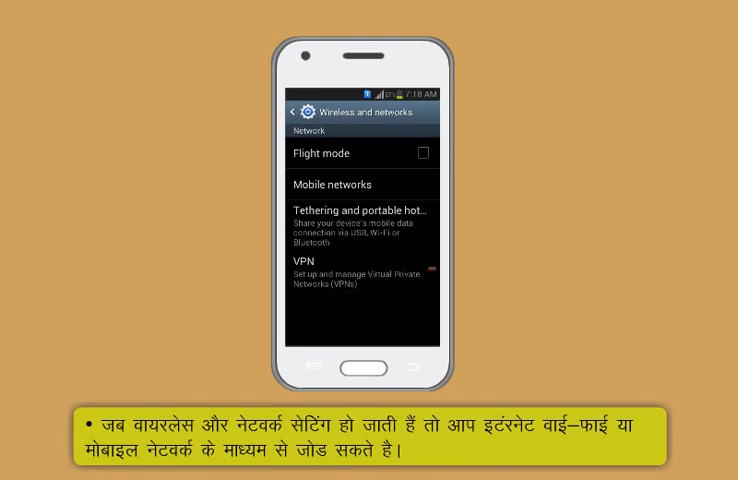 27% 7:18 AM
Wireless and networks
Network
Flight mode
Mobile networks
Tethering and portable hot...
Share your device's mobile data
connection via USB, Wi-Fi or
Bluetooth
VPN
Set up and manage Virtual Private
Networks (VPNs)
• जब वायरलेस और नेटवर्क सेटिंग हो जाती हैं तो आप इटंरनेट वाई–फाई या
मोबाइल नेटवर्क के माध्यम से जोड सकते है।